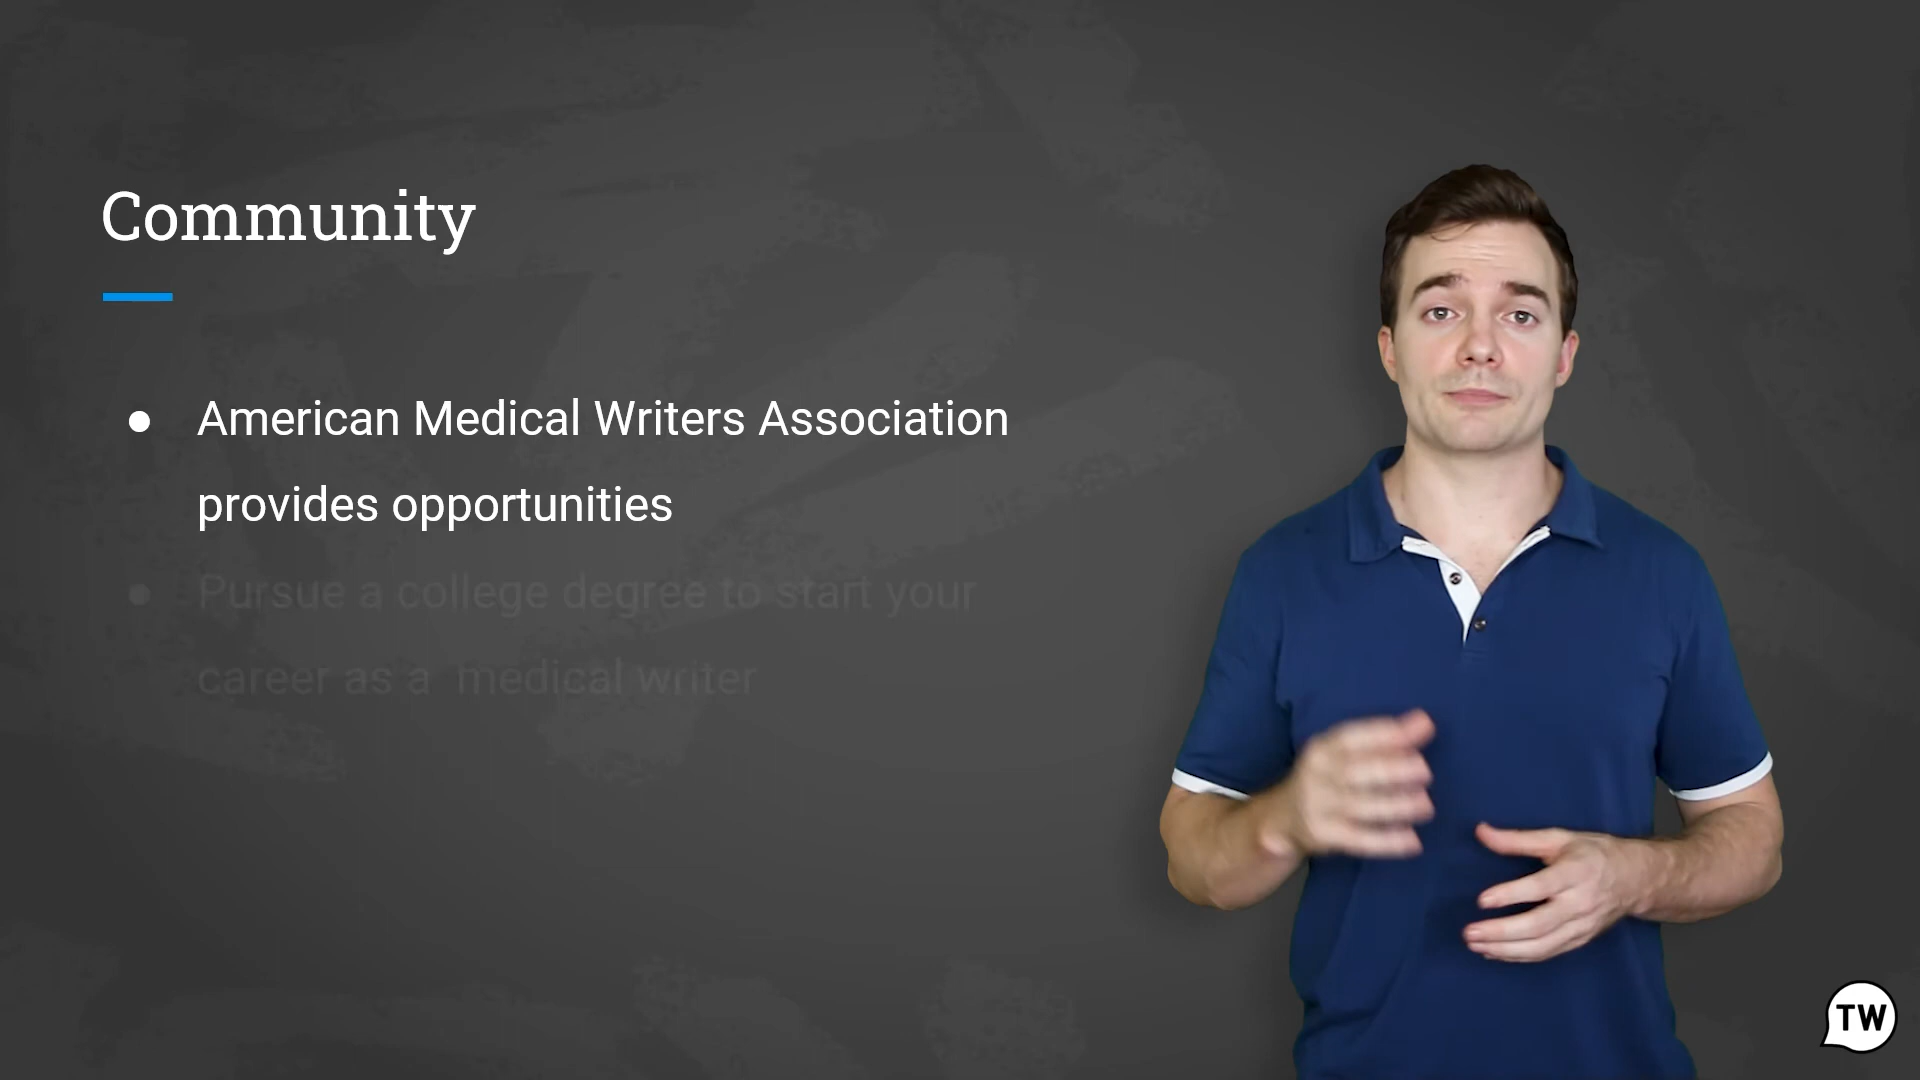 Community
● American Medical Writers Association
provides opportunities
● Pursue a college degree to start your
career as a  medical writer
TW